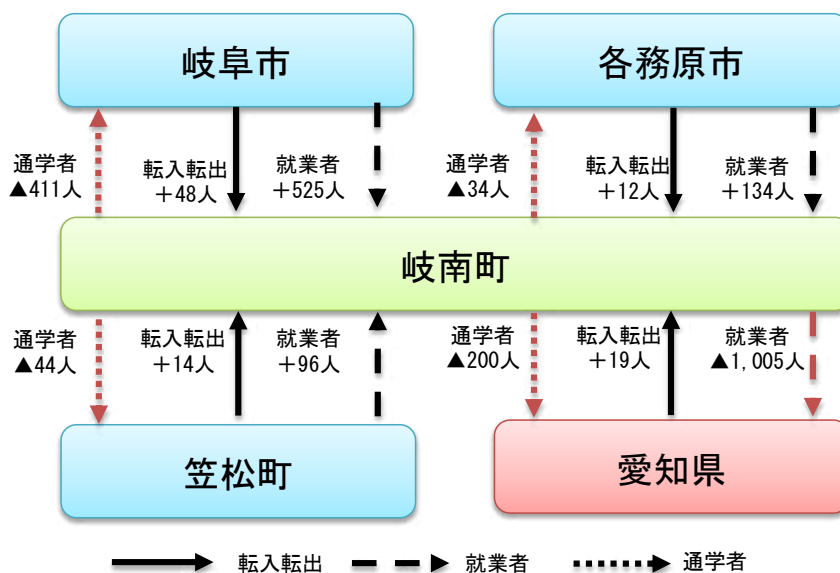 岐阜市
各務原市
通学者
▲411人
転入転出
＋48人
就業者
＋525人
通学者
▲34人
転入転出
＋12人
就業者
＋134人
岐南町
通学者
▲44人
転入転出
＋14人
就業者
＋96人
通学者
▲200人
転入転出
＋19人
就業者
▲1,005人
笠松町
愛知県
転入転出
就業者
通学者